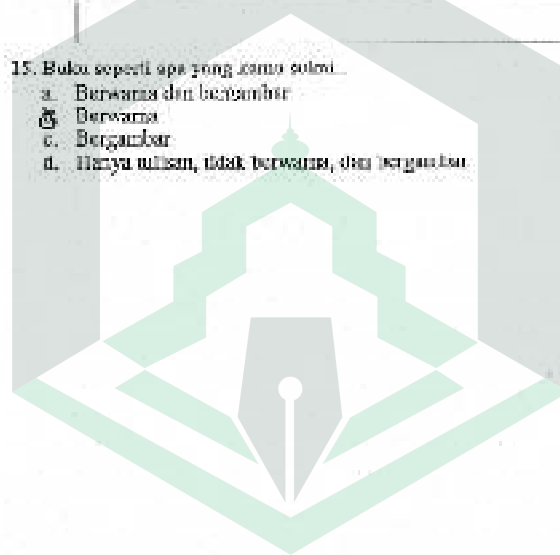 15. Buku seperti apa yang kamu sukai...
a. Berwarna dan bergambar
b. Berwarna
c. Bergambar
d. Hanya tulisan, tidak berwarna, dan bergambar